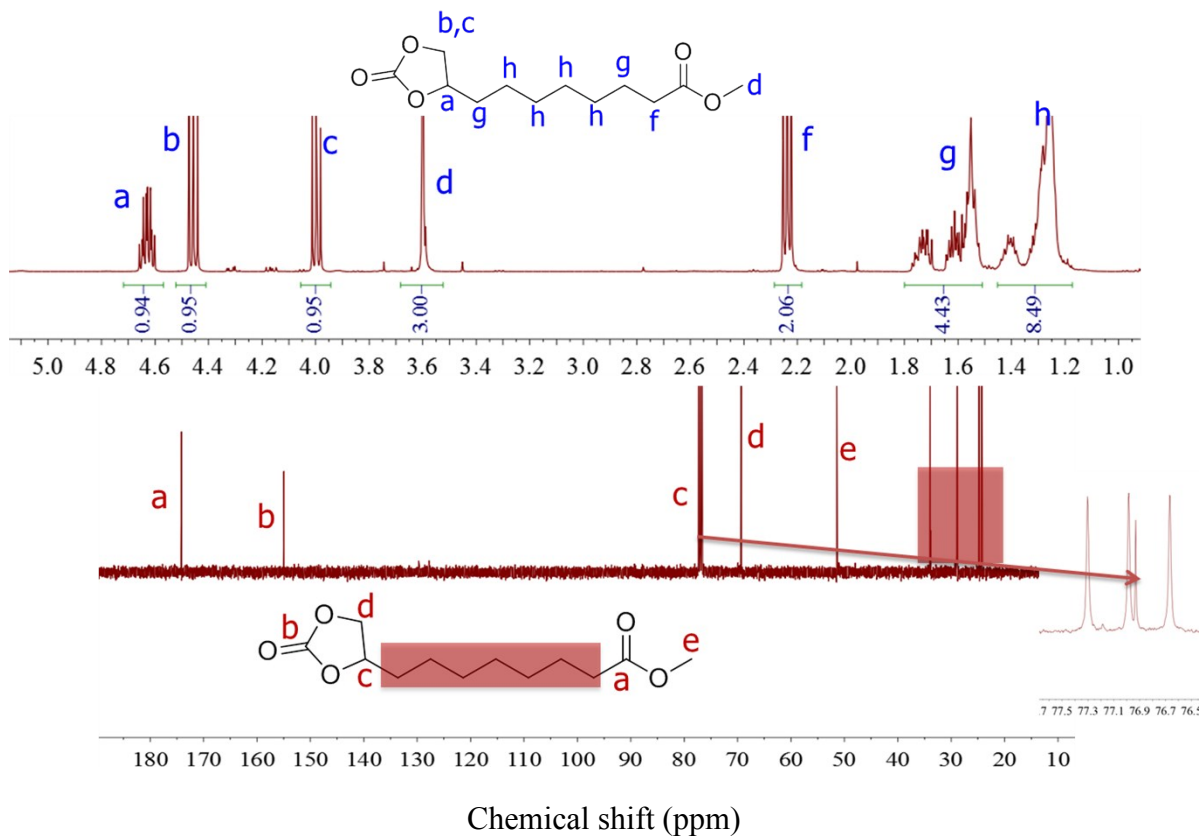 b,c
O
O
O
a
g
h
h
h
h
g
f
O
O
d
a
b
c
d
f
g
h
0.94
0.95
0.95
3.00
2.06
4.43
8.49
5.0 4.8 4.6 4.4 4.2 4.0 3.8 3.6 3.4 3.2 3.0 2.8 2.6 2.4 2.2 2.0 1.8 1.6 1.4 1.2 1.0
a
b
c
d
e
b
O
d
O
O
c
O
a
O
e
.7 77.5 77.3 77.1 76.9 76.7 76.5
180 170 160 150 140 130 120 110 100 90 80 70 60 50 40 30 20 10
Chemical shift (ppm)